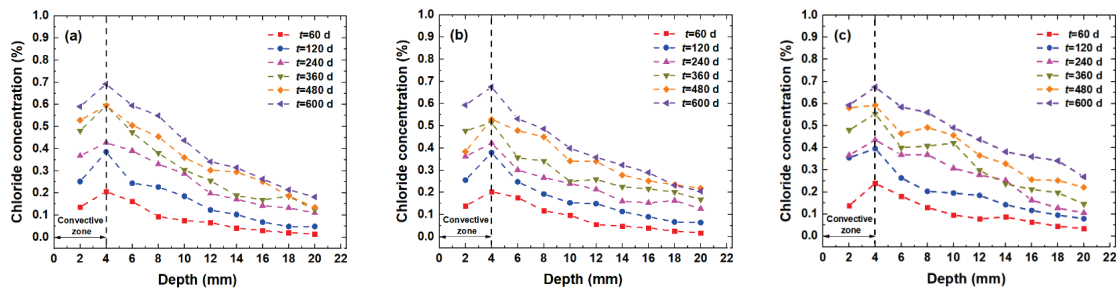 Chloride concentration (%)
1.0
0.9
0.8
0.7
0.6
0.5
0.4
0.3
0.2
0.1
0.0
(a)
t=60 d
t=120 d
t=240 d
t=360 d
t=480 d
t=600 d
Convective
zone
0 2 4 6 8 10 12 14 16 18 20 22
Depth (mm)
Chloride concentration (%)
1.0
0.9
0.8
0.7
0.6
0.5
0.4
0.3
0.2
0.1
0.0
(b)
t=60 d
t=120 d
t=240 d
t=360 d
t=480 d
t=600 d
Convective
zone
0 2 4 6 8 10 12 14 16 18 20 22
Depth (mm)
Chloride concentration (%)
1.0
0.9
0.8
0.7
0.6
0.5
0.4
0.3
0.2
0.1
0.0
(c)
t=60 d
t=120 d
t=240 d
t=360 d
t=480 d
t=600 d
Convective
zone
0 2 4 6 8 10 12 14 16 18 20 22
Depth (mm)